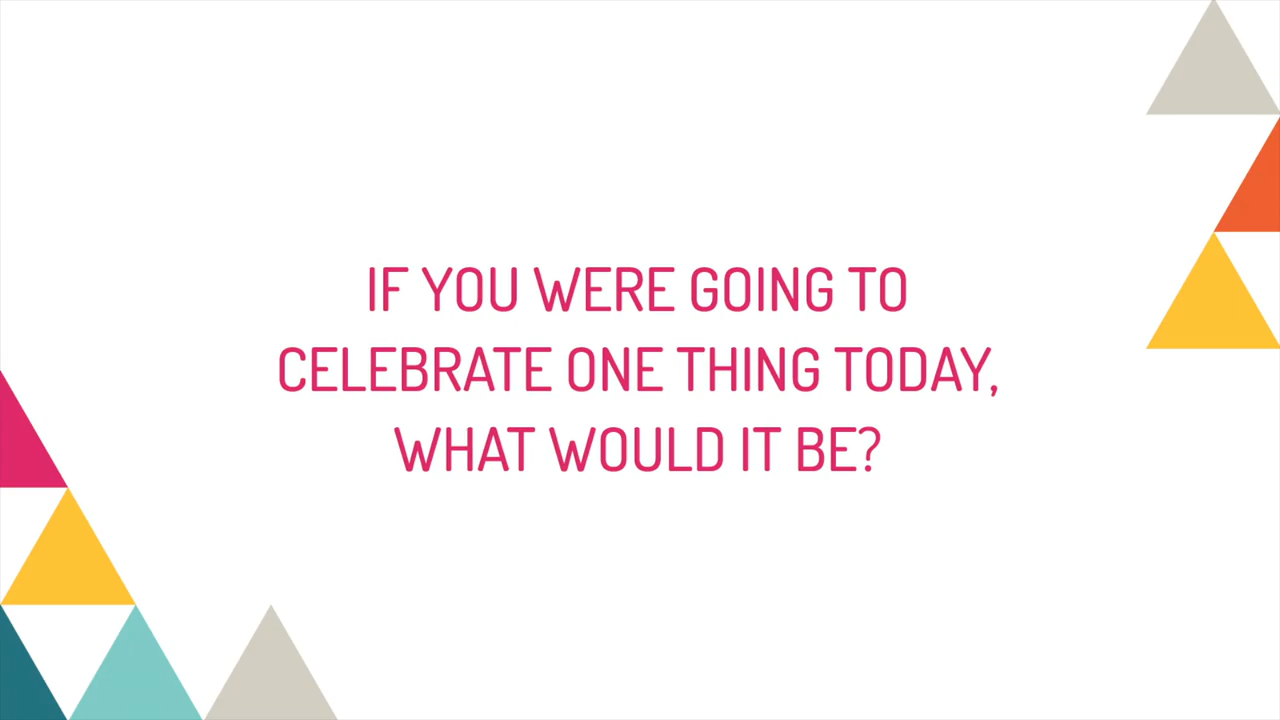 IF YOU WERE GOING TO
CELEBRATE ONE THING TODAY,
WHAT WOULD IT BE?